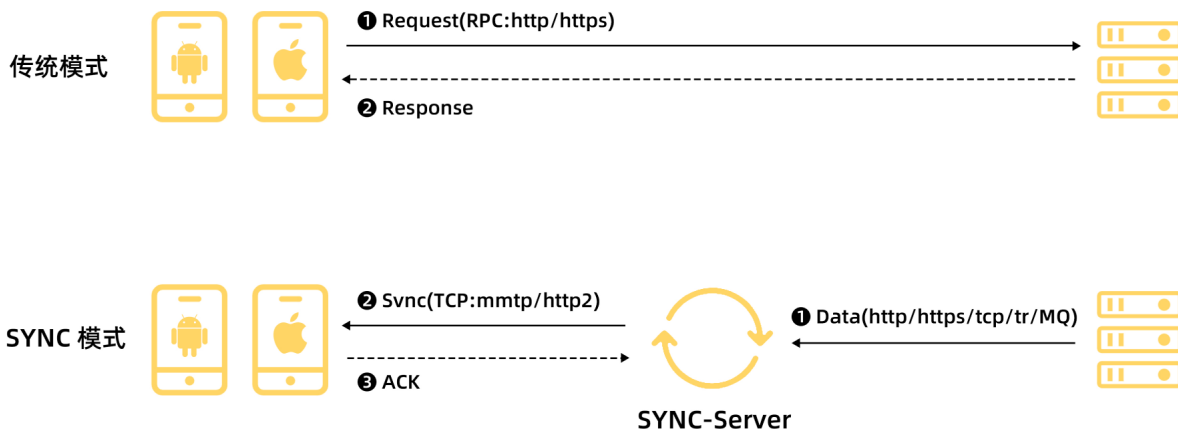 ❶ Request(RPC:http/https)
传统模式
❷ Response
❷ Svnc(TCP:mmtp/http2)
❶ Data(http/https/tcp/tr/MQ)
SYNC 模式
❸ ACK
SYNC-Server